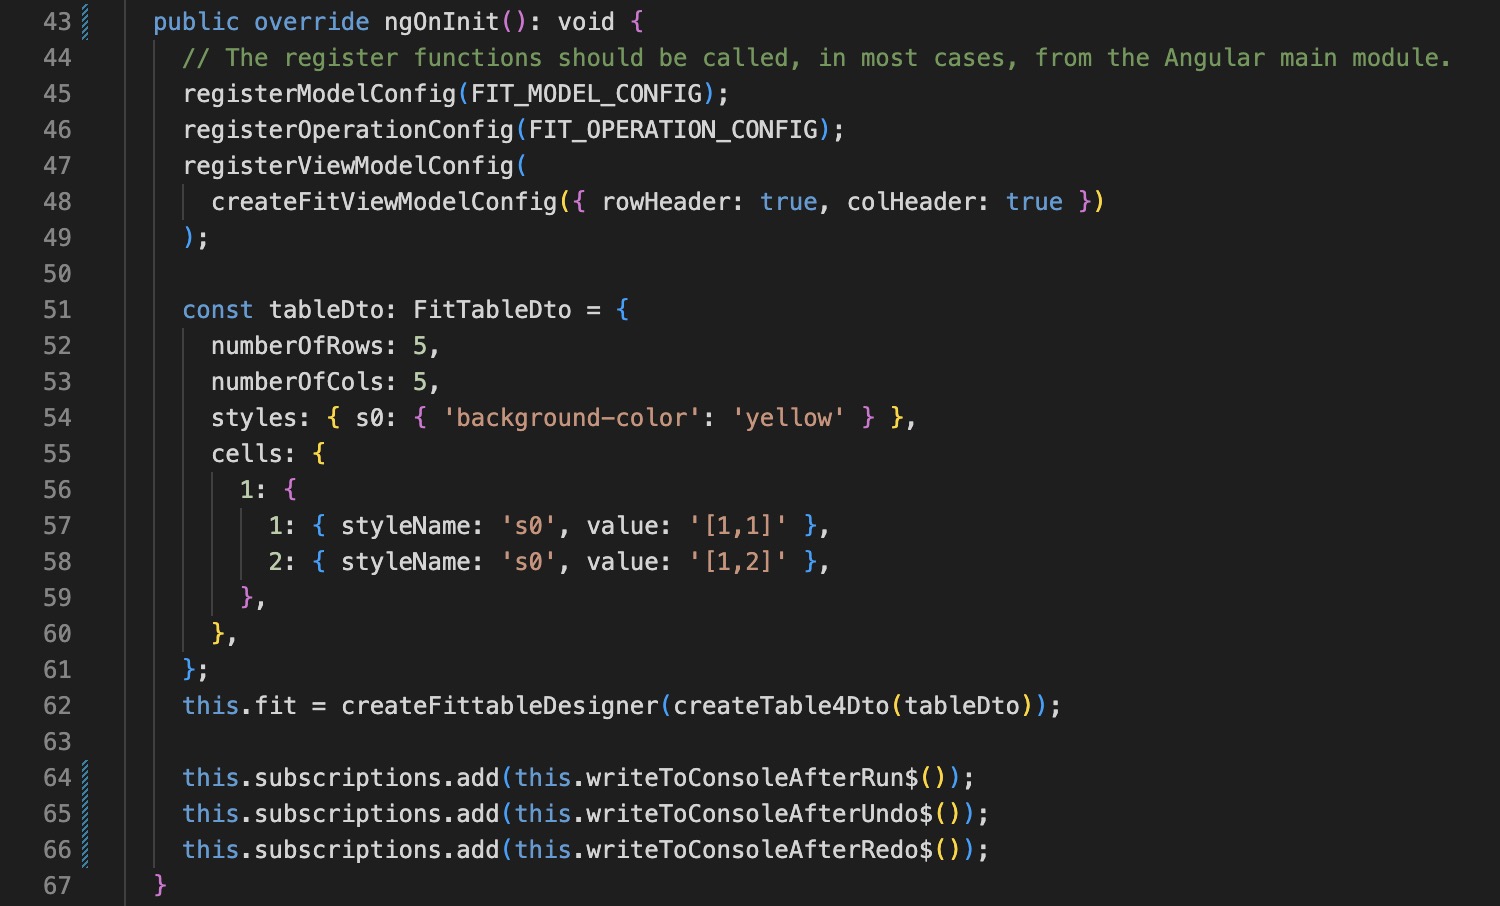 43 public override ngOnInit(): void {
44 // The register functions should be called, in most cases, from the Angular main module.
45 registerModelConfig(FIT_MODEL_CONFIG);
46 registerOperationConfig(FIT_OPERATION_CONFIG);
47 registerViewModelConfig(
48 createFitViewModelConfig({ rowHeader: true, colHeader: true })
49 );
50
51 const tableDto: FitTableDto = {
52 numberOfRows: 5,
53 numberOfCols: 5,
54 styles: { s0: { 'background-color': 'yellow' } },
55 cells: {
56 1: {
57 1: { styleName: 's0', value: '[1,1]' },
58 2: { styleName: 's0', value: '[1,2]' },
59 },
60 },
61 };
62 this.fit = createFittableDesigner(createTable4Dto(tableDto));
63
64 this.subscriptions.add(this.writeToConsoleAfterRun$());
65 this.subscriptions.add(this.writeToConsoleAfterUndo$());
66 this.subscriptions.add(this.writeToConsoleAfterRedo$());
67 }